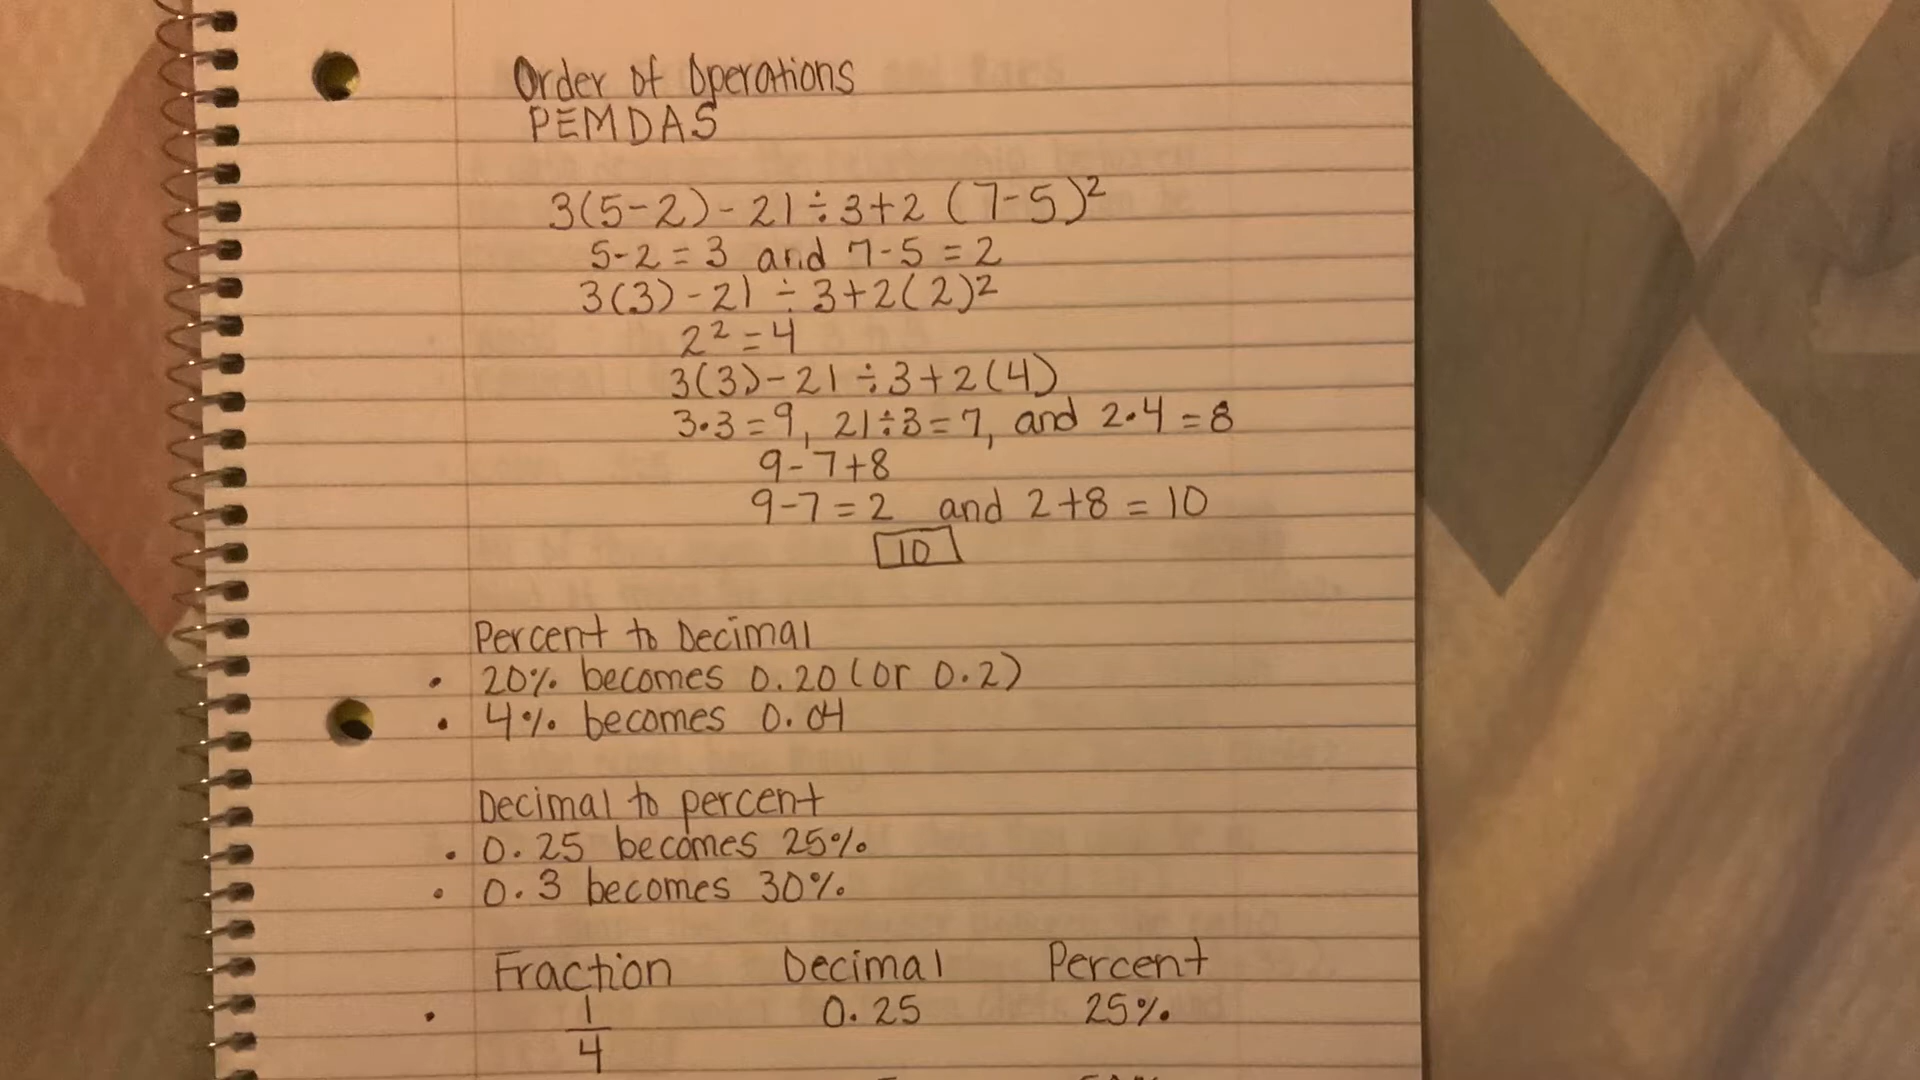 Order of Operations
PEMDAS
3(5-2)-21÷3+2 (7-5)²
5-2=3 and 7-5=2
3(3)-21÷3+2(2)²
2²=4
3(3)-21÷3+2(4)
3·3=9, 21÷3=7, and 2·4=8
9-7+8
9-7=2 and 2+8=10
10
Percent to Decimal
• 20% becomes 0.20 (or 0.2)
• 4% becomes 0.04
Decimal to percent
• 0.25 becomes 25%
• 0.3 becomes 30%
Fraction Decimal Percent
• 1/4 0.25 25%